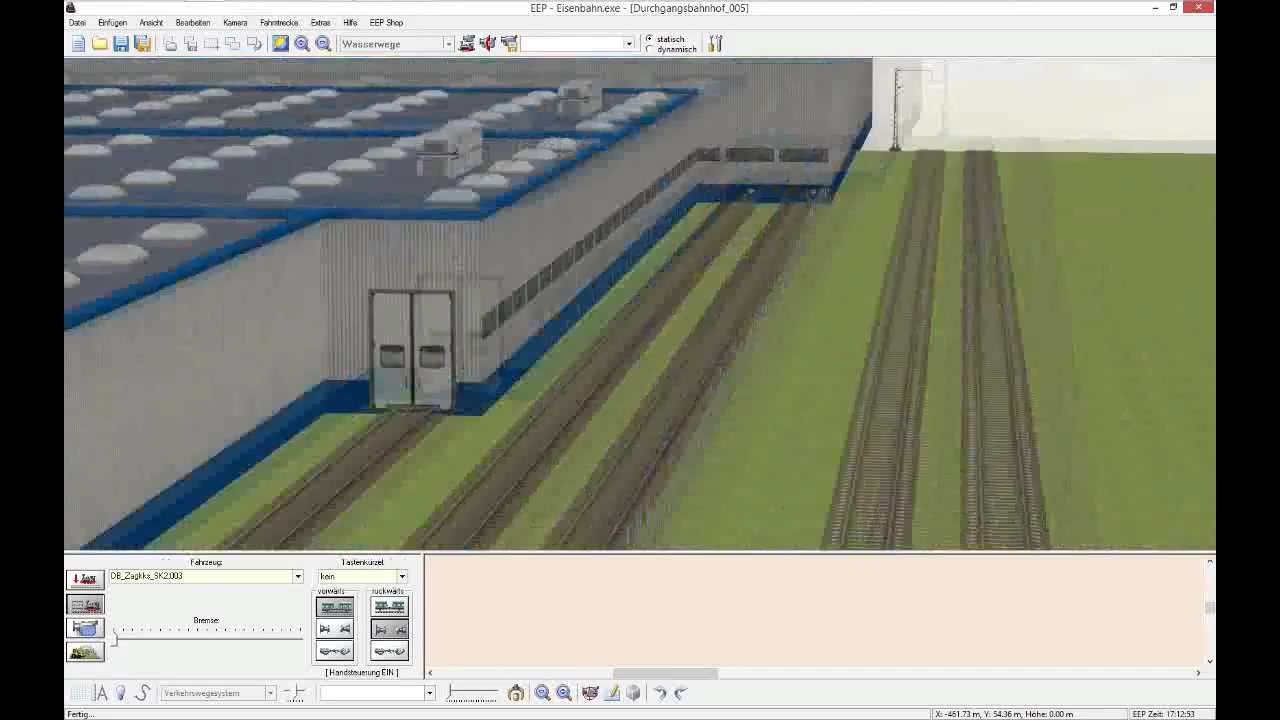 EEP - Eisenbahn.exe - [Durchgangsbahnhof_005]
Datei Einfügen Ansicht Bearbeiten Kamera Fahrstrecke Extras Hilfe EEP Shop
Wasserwege
statisch
dynamisch
Fahrzeug: Tastenkürzel
DB_Zagkks_SK2;003 kein
vorwärts rückwärts
Bremse:
[ Handsteuerung EIN ]
A Verkehrswegesystem
Fertig... X: -461.73 m, Y: 54.36 m, Höhe: 0.00 m EEP Zeit: 17:12:53